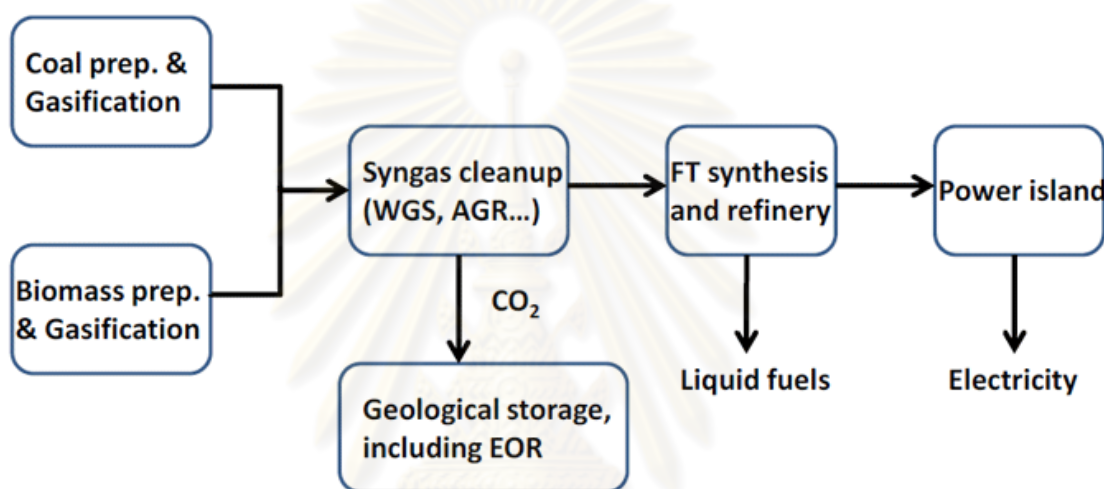 Coal prep. &
Gasification
Biomass prep.
& Gasification
Syngas cleanup
(WGS, AGR...)
CO₂
Geological storage,
including EOR
FT synthesis
and refinery
Liquid fuels
Power island
Electricity